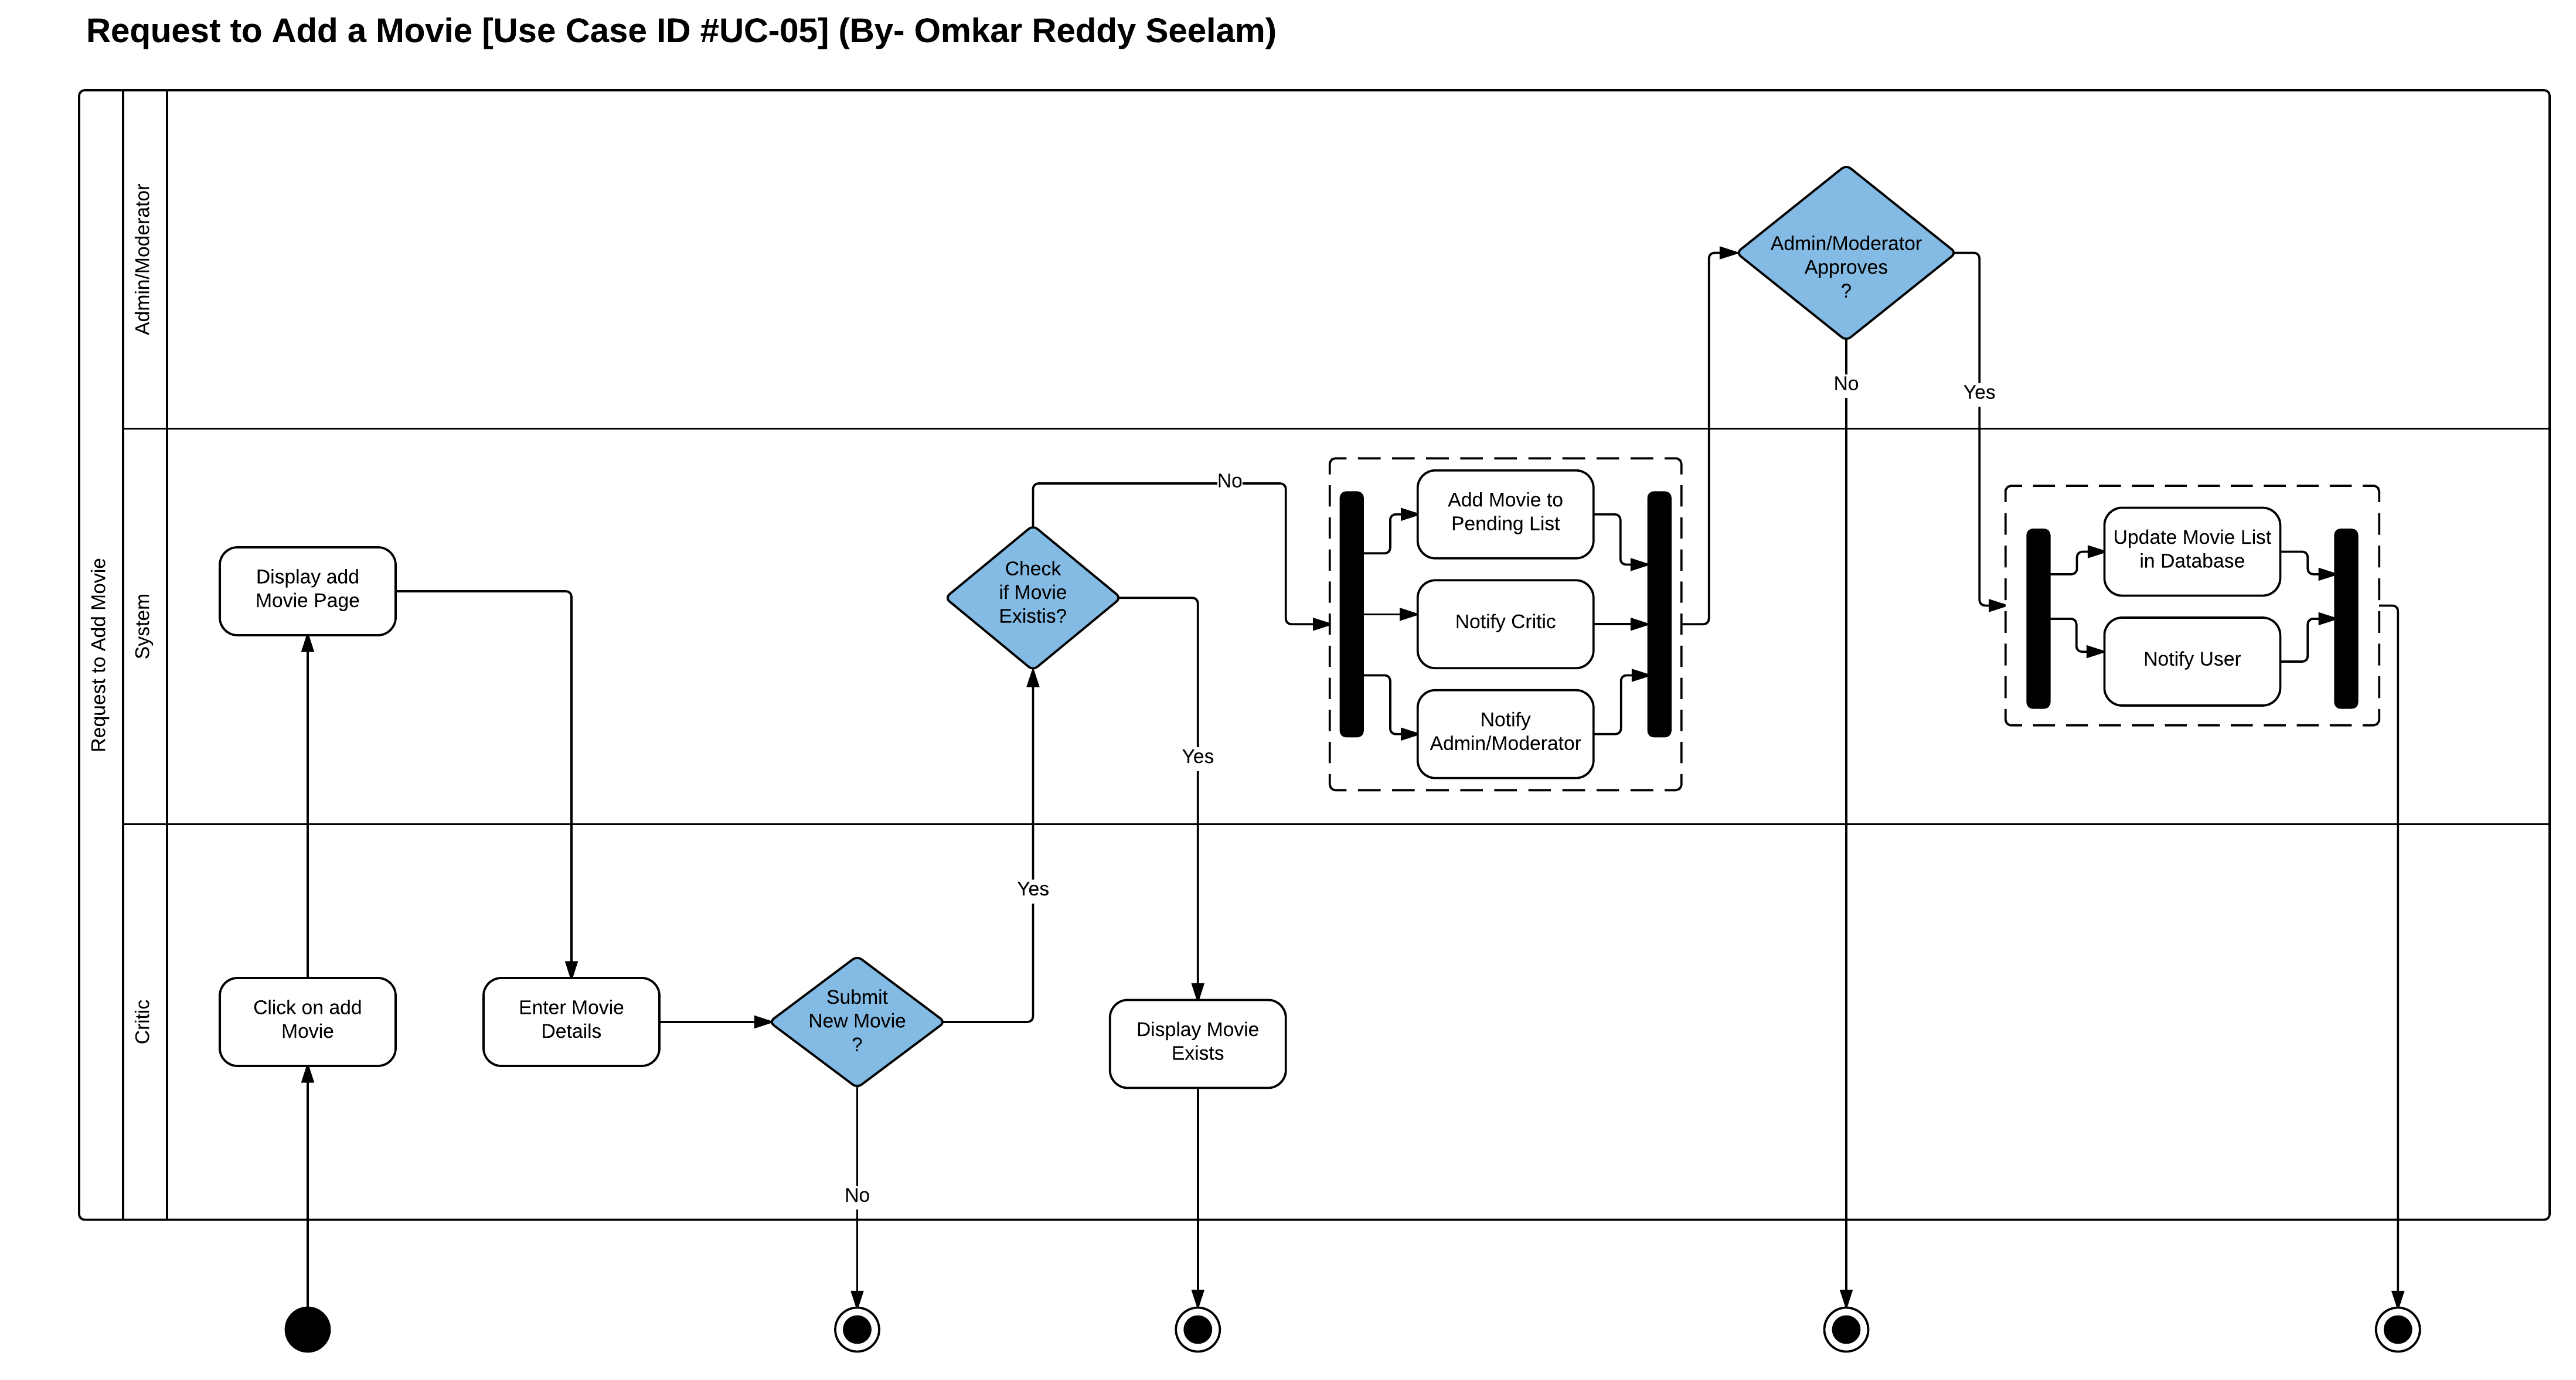 Request to Add a Movie [Use Case ID #UC-05] (By- Omkar Reddy Seelam)
Request to Add Movie
Admin/Moderator
System
Critic
Admin/Moderator
Approves
?
No
Yes
No
Display add
Movie Page
Check
if Movie
Existis?
Yes
Add Movie to
Pending List
Notify Critic
Notify
Admin/Moderator
Update Movie List
in Database
Notify User
Yes
Click on add
Movie
Enter Movie
Details
Submit
New Movie
?
Display Movie
Exists
No